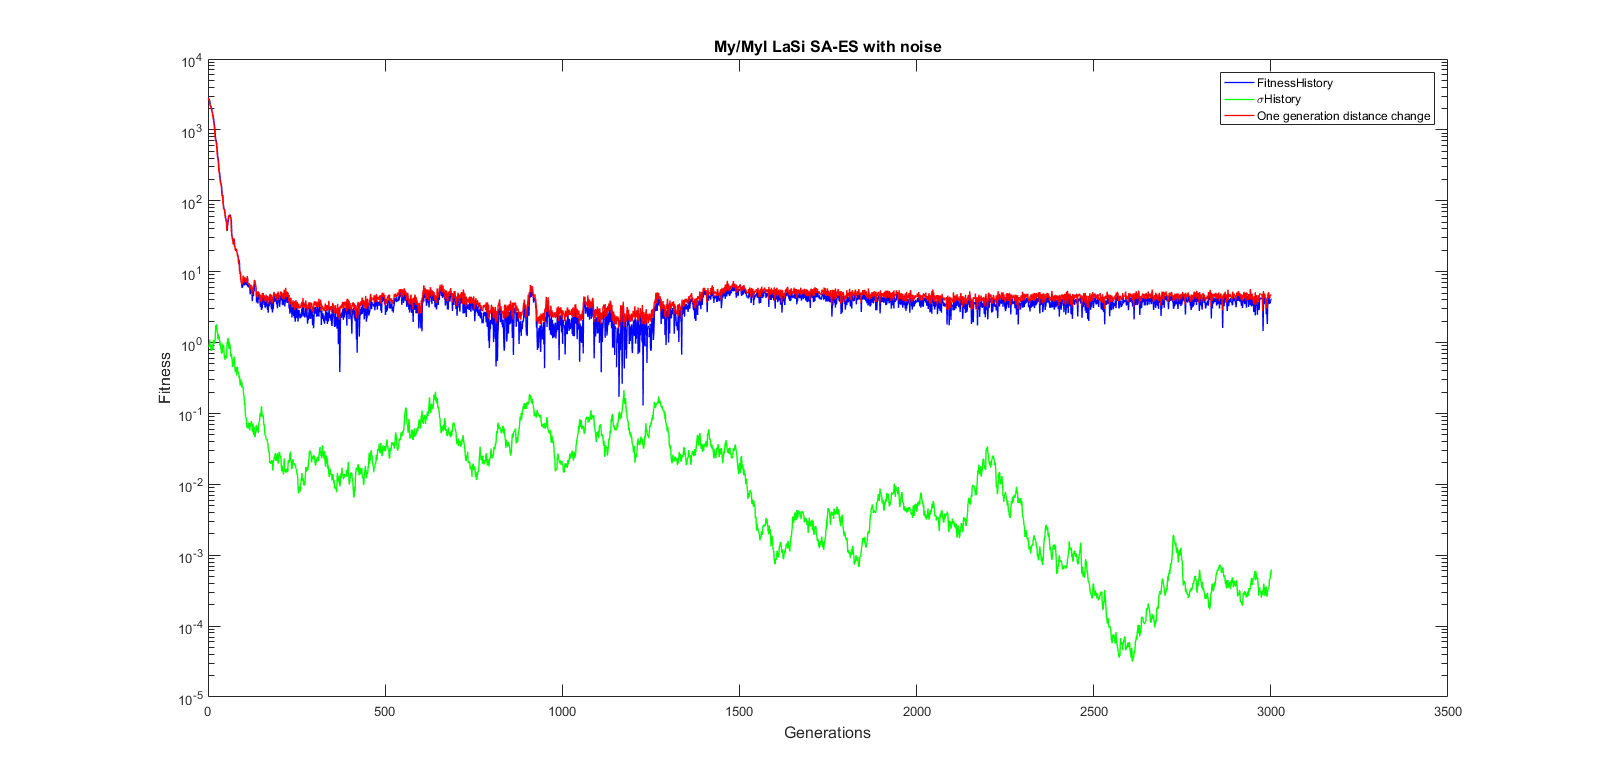 My/MyI LaSi SA-ES with noise
10^4
10^3
10^2
10^1
10^0
10^-1
10^-2
10^-3
10^-4
10^-5
Fitness
FitnessHistory
σHistory
One generation distance change
0 500 1000 1500 2000 2500 3000 3500
Generations